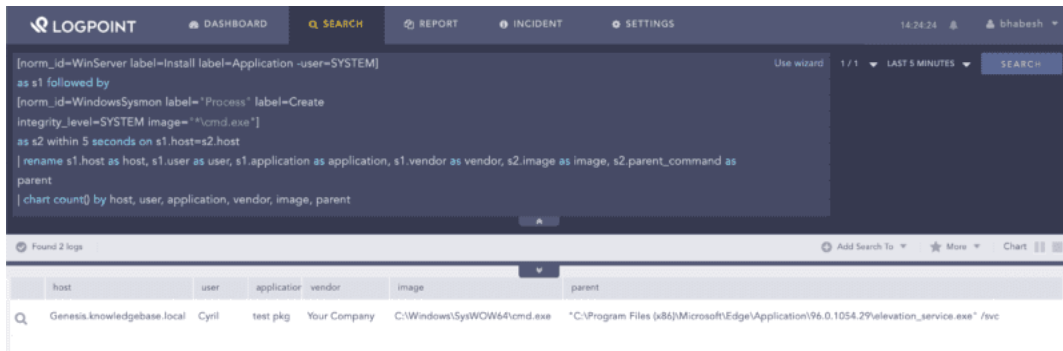 LOGPOINT DASHBOARD SEARCH REPORT INCIDENT SETTINGS 14:24:24 bhabesh
[norm_id=WinServer label=Install label=Application -user=SYSTEM] Use wizard 1 / 1 LAST 5 MINUTES SEARCH
as s1 followed by
[norm_id=WindowsSysmon label="Process" label=Create
integrity_level=SYSTEM image="*\cmd.exe"]
as s2 within 5 seconds on s1.host=s2.host
| rename s1.host as host, s1.user as user, s1.application as application, s1.vendor as vendor, s2.image as image, s2.parent_command as
parent
| chart count() by host, user, application, vendor, image, parent
Found 2 logs Add Search To More Chart
host user application vendor image parent
Genesis.knowledgebase.local Cyril test pkg Your Company C:\Windows\SysWOW64\cmd.exe "C:\Program Files (x86)\Microsoft\Edge\Application\96.0.1054.29\elevation_service.exe" /svc